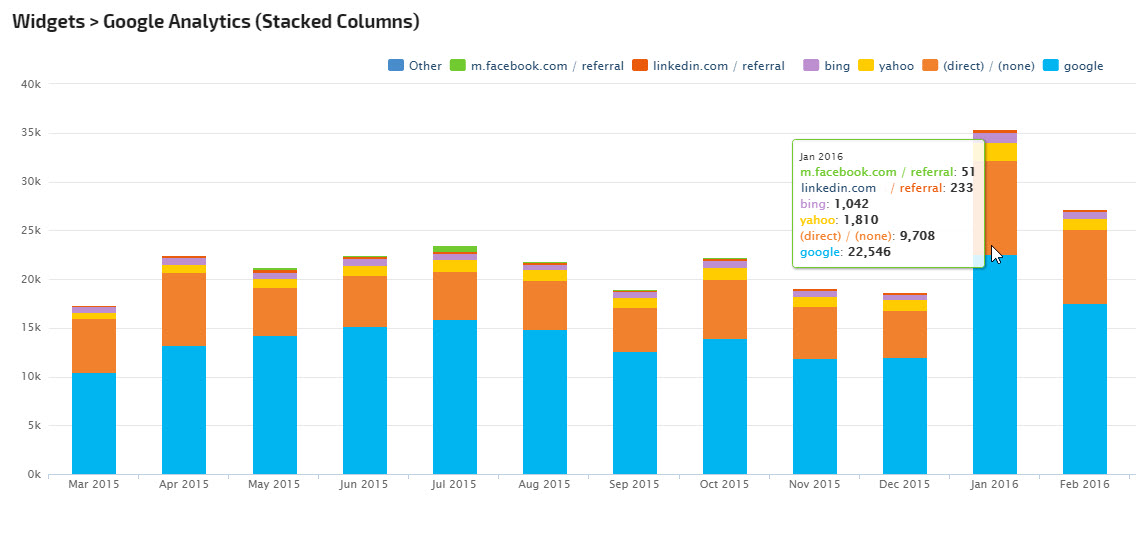 Widgets > Google Analytics (Stacked Columns)
Other m.facebook.com / referral linkedin.com / referral bing yahoo (direct) / (none) google
40k
35k
30k
25k
20k
15k
10k
5k
0k
Jan 2016
m.facebook.com / referral: 51
linkedin.com / referral: 233
bing: 1,042
yahoo: 1,810
(direct) / (none): 9,708
google: 22,546
Mar 2015 Apr 2015 May 2015 Jun 2015 Jul 2015 Aug 2015 Sep 2015 Oct 2015 Nov 2015 Dec 2015 Jan 2016 Feb 2016